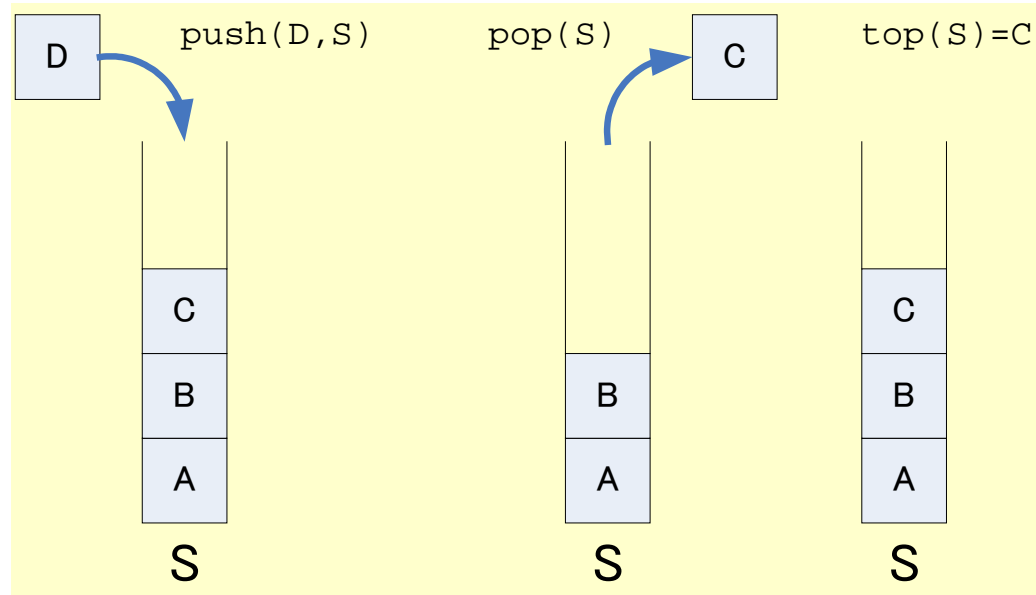 D push(D,S) pop(S) C top(S)=C
C C
B B B
A A A
S S S